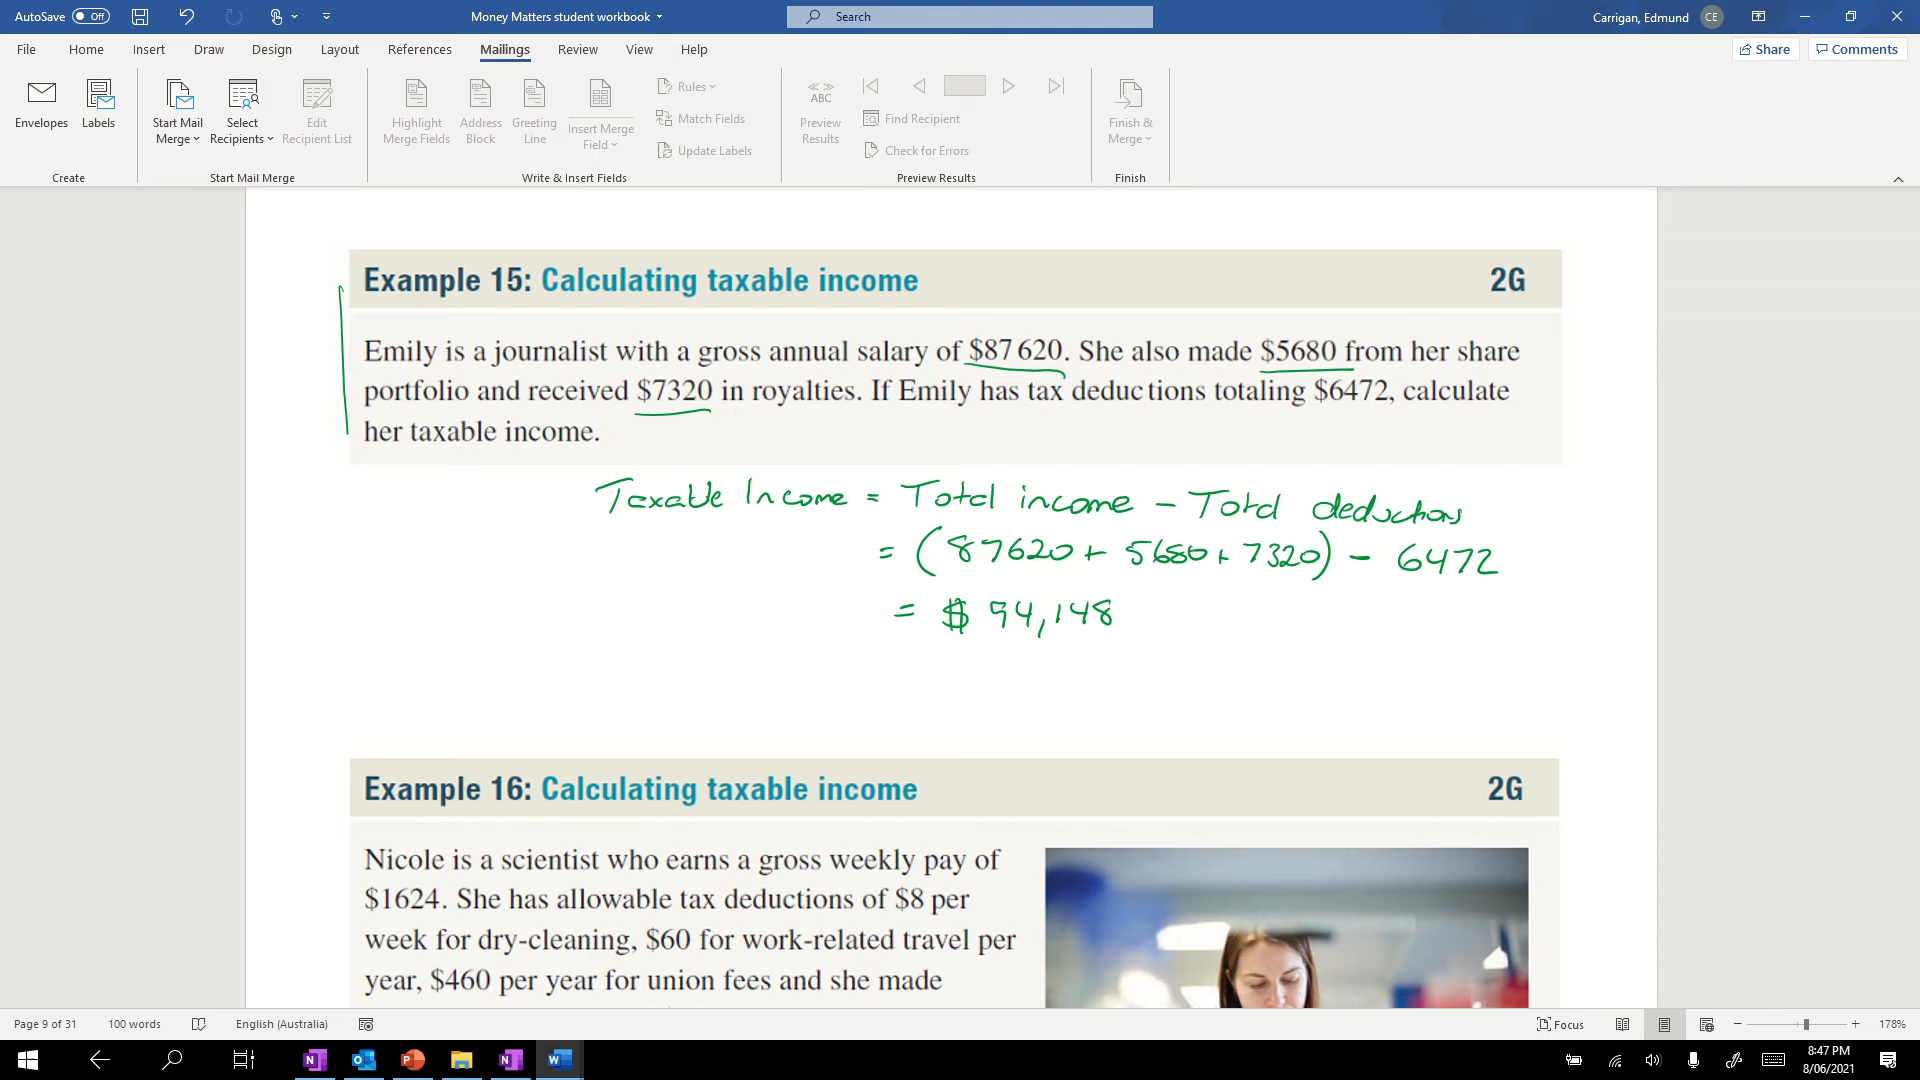 AutoSave Off Money Matters student workbook Search Carrigan, Edmund CE
File Home Insert Draw Design Layout References Mailings Review View Help Share Comments
Envelopes Labels Start Mail Merge Select Recipients Edit Recipient List Highlight Merge Fields Address Block Greeting Line Insert Merge Field Rules Match Fields Update Labels ABC Preview Results Find Recipient Check for Errors Finish & Merge
Create Start Mail Merge Write & Insert Fields Preview Results Finish
Example 15: Calculating taxable income 2G
Emily is a journalist with a gross annual salary of $87 620. She also made $5680 from her share
portfolio and received $7320 in royalties. If Emily has tax deductions totaling $6472, calculate
her taxable income.
Taxable Income = Total income - Total deductions
= (87620 + 5680 + 7320) - 6472
= $ 94,148
Example 16: Calculating taxable income 2G
Nicole is a scientist who earns a gross weekly pay of
$1624. She has allowable tax deductions of $8 per
week for dry-cleaning, $60 for work-related travel per
year, $460 per year for union fees and she made
Page 9 of 31 100 words English (Australia) Focus 178%
8:47 PM
8/06/2021